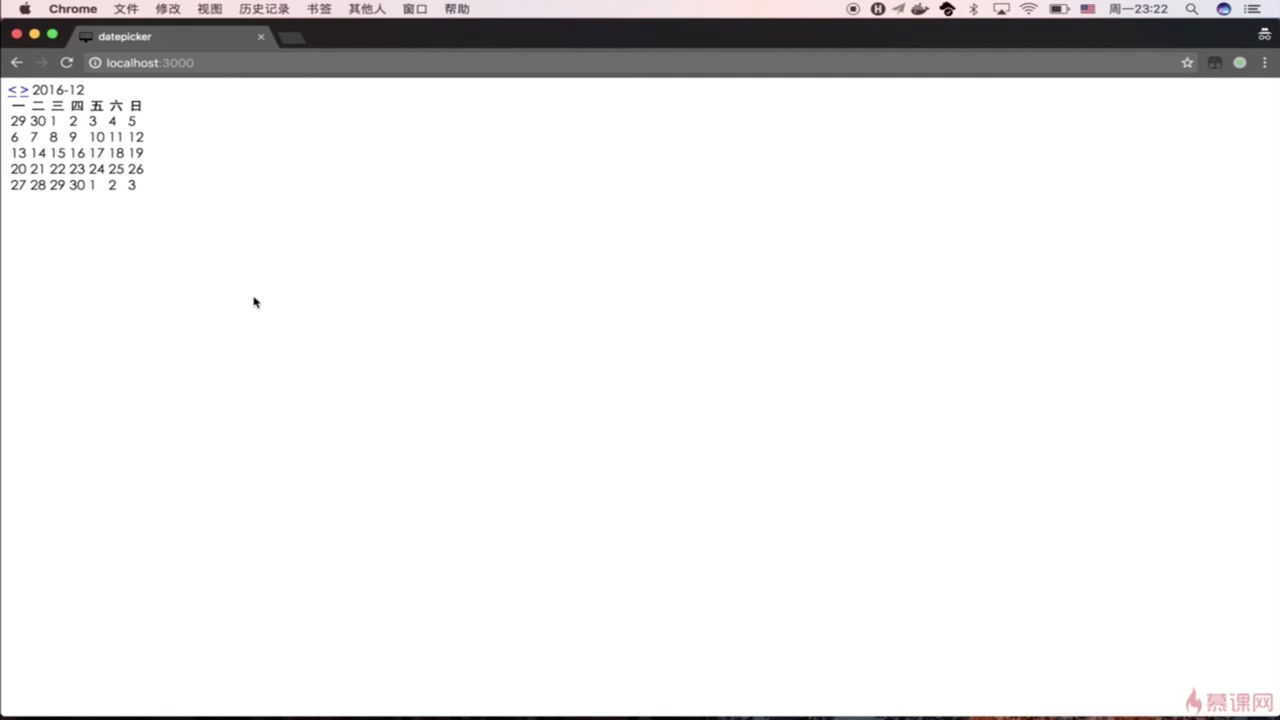 Chrome 文件 修改 视图 历史记录 书签 其他人 窗口 帮助 周一23:22
datepicker
localhost:3000
< > 2016-12
一 二 三 四 五 六 日
29 30 1 2 3 4 5
6 7 8 9 10 11 12
13 14 15 16 17 18 19
20 21 22 23 24 25 26
27 28 29 30 1 2 3
慕课网